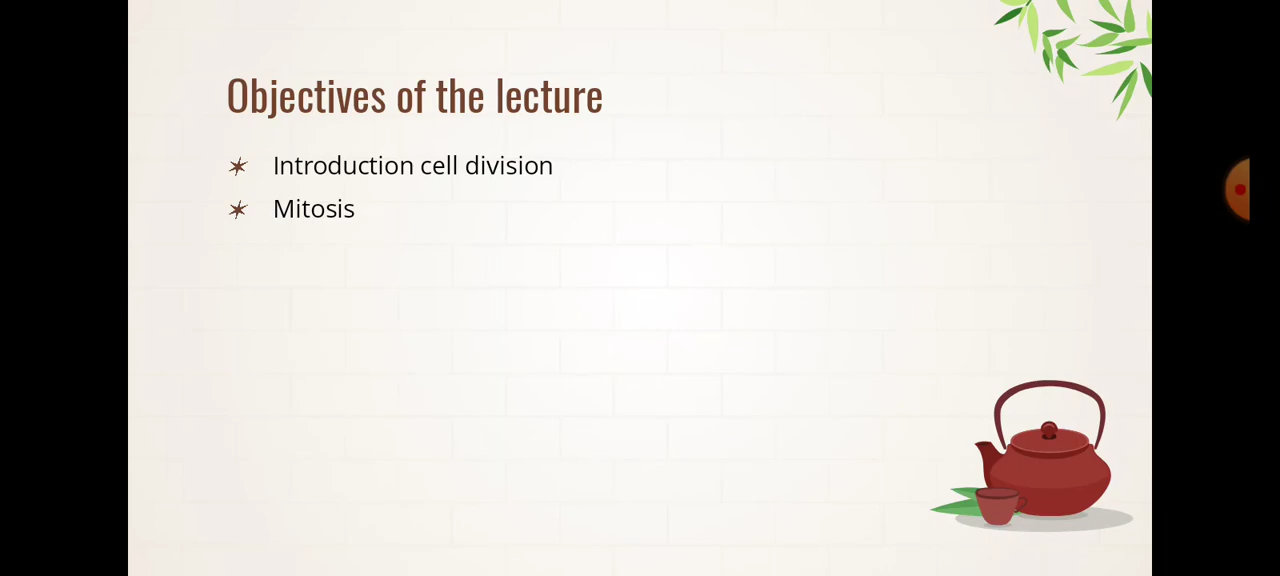 Objectives of the lecture
Introduction cell division
Mitosis